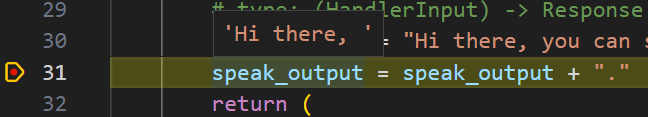 29 # type: (HandlerInput) -> Response
'Hi there, '
30 = "Hi there, you can s
31 speak_output = speak_output + "."
32 return (